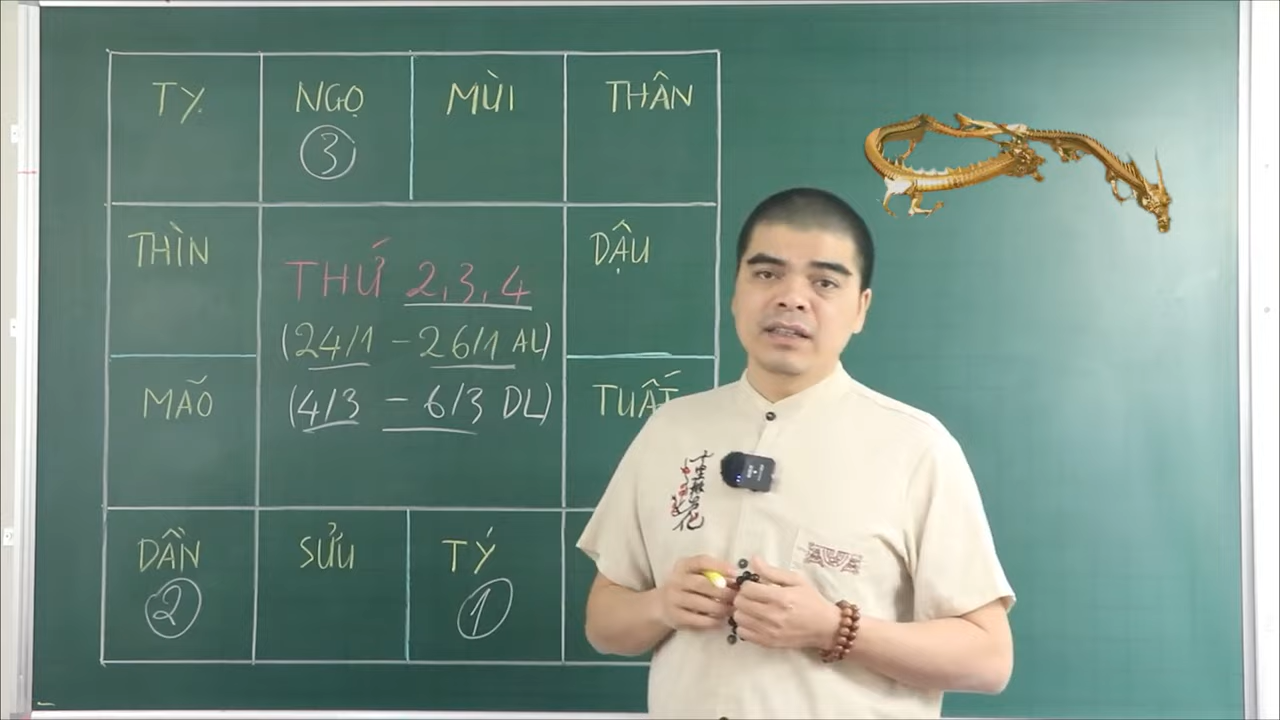 TỴ
NGỌ
MÙI
THÂN
3
THÌN
DẬU
THỨ 2,3,4
(24/1 - 26/1 AL)
(4/3 - 6/3 DL)
MÃO
TUẤT
DẦN
SỬU
TÝ
2
1